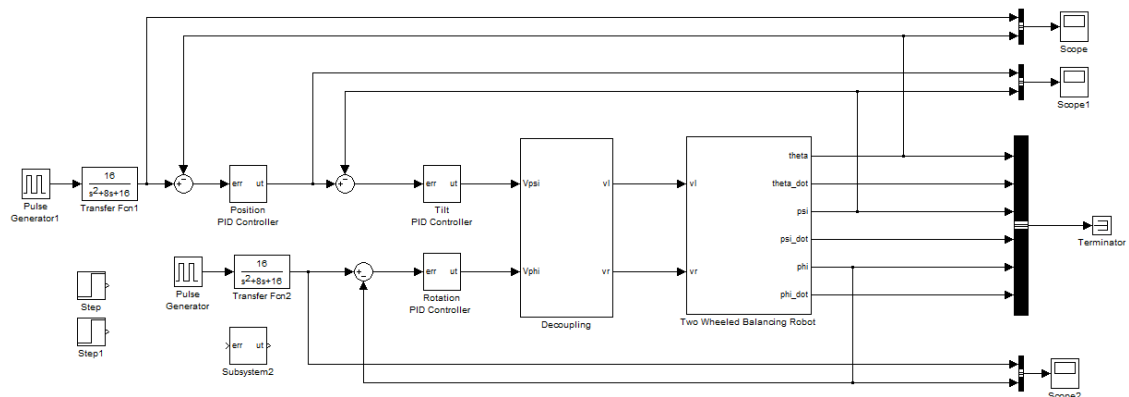 Scope
Scope1
Pulse
Generator1
16
s²+8s+16
Transfer Fcn1
err ut
Position
PID Controller
err ut
Tilt
PID Controller
Vpsi vl
Vphi vr
Decoupling
vl
vr
theta
theta_dot
psi
psi_dot
phi
phi_dot
Two Wheeled Balancing Robot
Terminator
Step
Step1
Pulse
Generator
16
s²+8s+16
Transfer Fcn2
err ut
Rotation
PID Controller
err ut
Subsystem2
Scope2